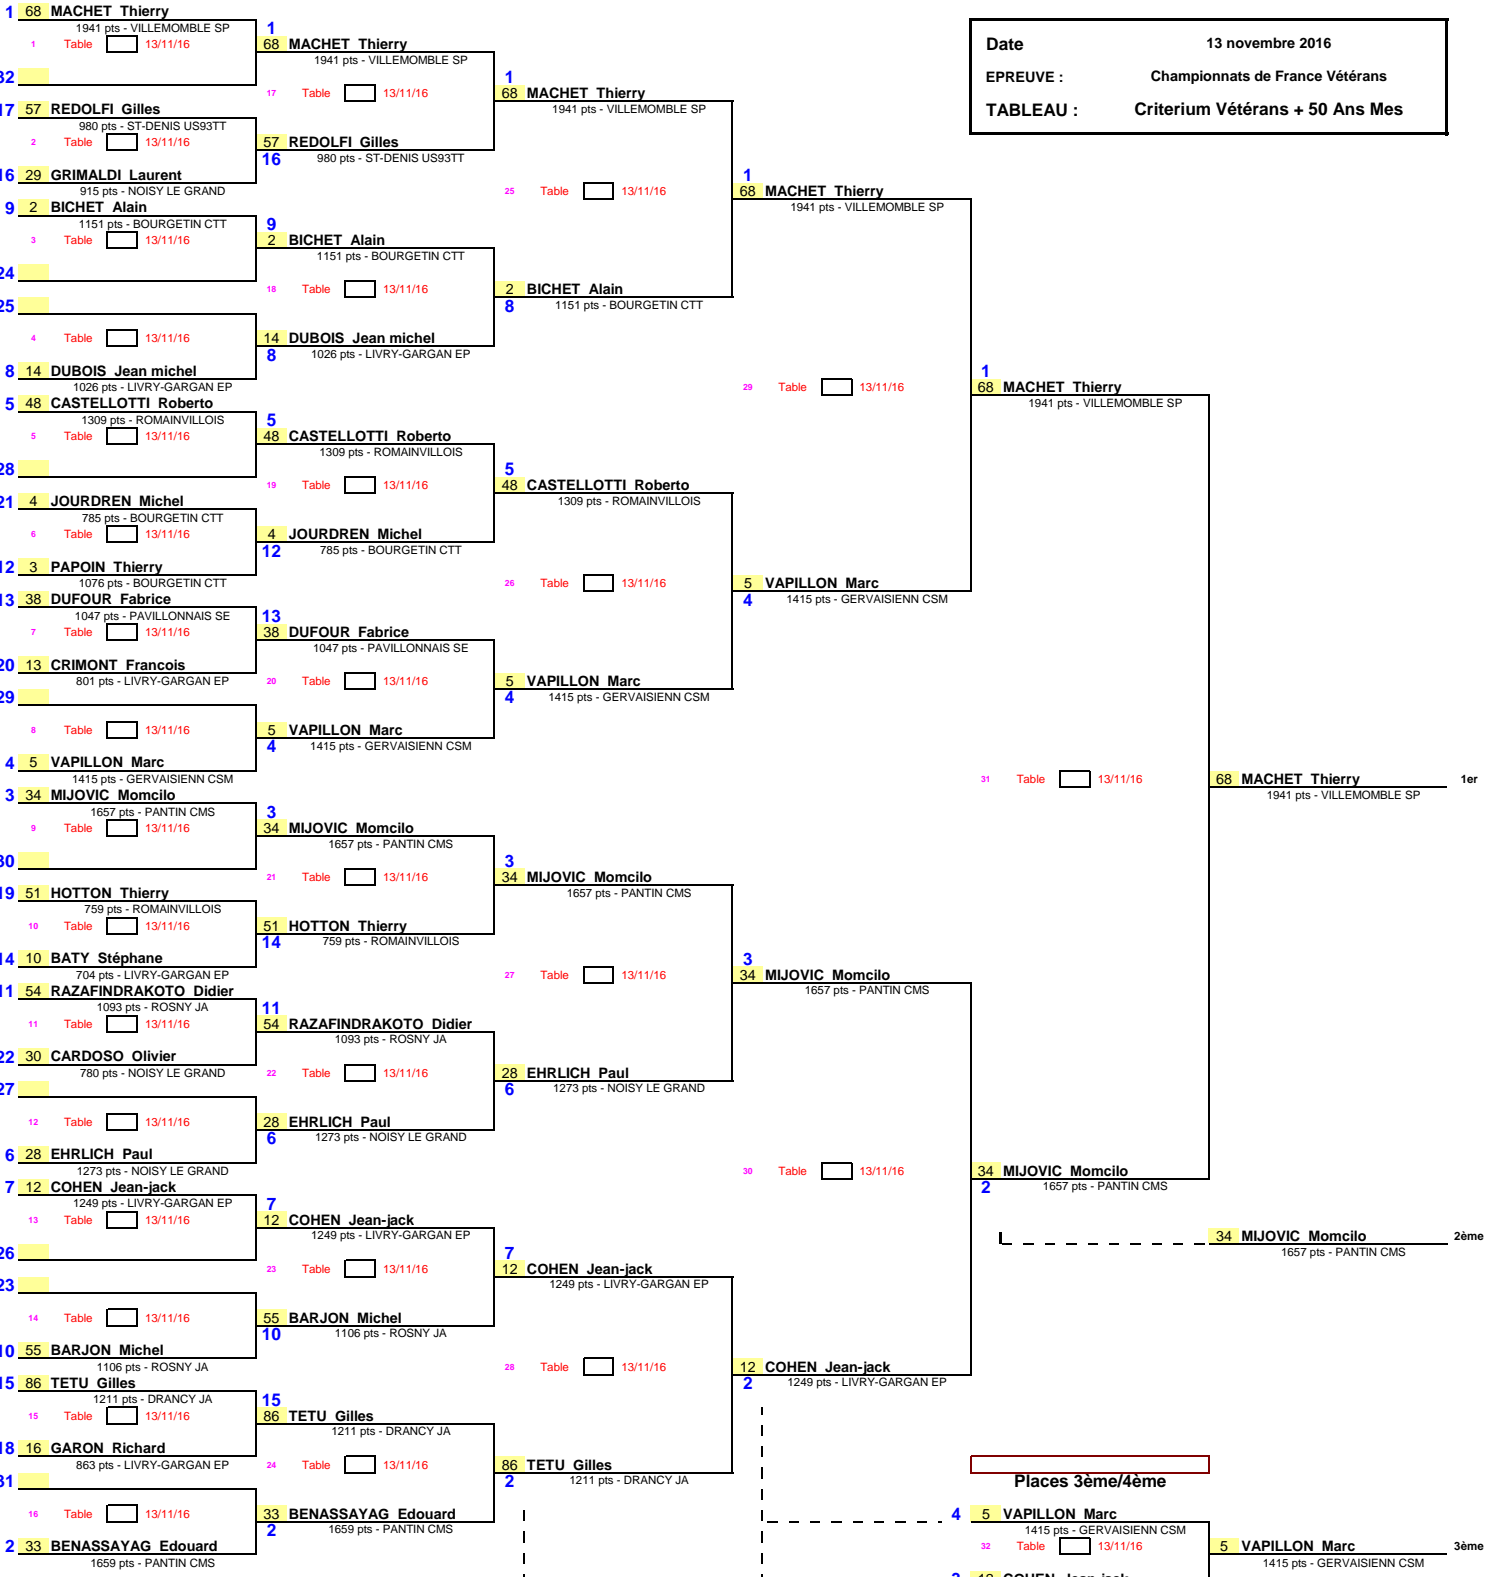 Date 13 novembre 2016
EPREUVE : Championnats de France Vétérans
TABLEAU : Criterium Vétérans + 50 Ans Mes
1 68 MACHET Thierry
1941 pts - VILLEMOMBLE SP
1 Table 13/11/16
32
17 57 REDOLFI Gilles
980 pts - ST-DENIS US93TT
2 Table 13/11/16
16 29 GRIMALDI Laurent
915 pts - NOISY LE GRAND
9 2 BICHET Alain
1151 pts - BOURGETIN CTT
3 Table 13/11/16
24
25
4 Table 13/11/16
8 14 DUBOIS Jean michel
1026 pts - LIVRY-GARGAN EP
5 48 CASTELLOTTI Roberto
1309 pts - ROMAINVILLOIS
5 Table 13/11/16
28
21 4 JOURDREN Michel
785 pts - BOURGETIN CTT
6 Table 13/11/16
12 3 PAPOIN Thierry
1076 pts - BOURGETIN CTT
13 38 DUFOUR Fabrice
1047 pts - PAVILLONNAIS SE
7 Table 13/11/16
20 13 CRIMONT Francois
801 pts - LIVRY-GARGAN EP
29
8 Table 13/11/16
4 5 VAPILLON Marc
1415 pts - GERVAISIENN CSM
3 34 MIJOVIC Momcilo
1657 pts - PANTIN CMS
9 Table 13/11/16
30
19 51 HOTTON Thierry
759 pts - ROMAINVILLOIS
10 Table 13/11/16
14 10 BATY Stéphane
704 pts - LIVRY-GARGAN EP
11 54 RAZAFINDRAKOTO Didier
1093 pts - ROSNY JA
11 Table 13/11/16
22 30 CARDOSO Olivier
780 pts - NOISY LE GRAND
27
12 Table 13/11/16
6 28 EHRLICH Paul
1273 pts - NOISY LE GRAND
7 12 COHEN Jean-jack
1249 pts - LIVRY-GARGAN EP
13 Table 13/11/16
26
23
14 Table 13/11/16
10 55 BARJON Michel
1106 pts - ROSNY JA
15 86 TETU Gilles
1211 pts - DRANCY JA
15 Table 13/11/16
18 16 GARON Richard
863 pts - LIVRY-GARGAN EP
31
16 Table 13/11/16
2 33 BENASSAYAG Edouard
1659 pts - PANTIN CMS
1
68 MACHET Thierry
1941 pts - VILLEMOMBLE SP
17 Table 13/11/16
57 REDOLFI Gilles
16 980 pts - ST-DENIS US93TT
9
2 BICHET Alain
1151 pts - BOURGETIN CTT
18 Table 13/11/16
14 DUBOIS Jean michel
8 1026 pts - LIVRY-GARGAN EP
5
48 CASTELLOTTI Roberto
1309 pts - ROMAINVILLOIS
19 Table 13/11/16
4 JOURDREN Michel
12 785 pts - BOURGETIN CTT
13
38 DUFOUR Fabrice
1047 pts - PAVILLONNAIS SE
20 Table 13/11/16
5 VAPILLON Marc
4 1415 pts - GERVAISIENN CSM
3
34 MIJOVIC Momcilo
1657 pts - PANTIN CMS
21 Table 13/11/16
51 HOTTON Thierry
14 759 pts - ROMAINVILLOIS
11
54 RAZAFINDRAKOTO Didier
1093 pts - ROSNY JA
22 Table 13/11/16
28 EHRLICH Paul
6 1273 pts - NOISY LE GRAND
7
12 COHEN Jean-jack
1249 pts - LIVRY-GARGAN EP
23 Table 13/11/16
55 BARJON Michel
10 1106 pts - ROSNY JA
15
86 TETU Gilles
1211 pts - DRANCY JA
24 Table 13/11/16
33 BENASSAYAG Edouard
2 1659 pts - PANTIN CMS
1
68 MACHET Thierry
1941 pts - VILLEMOMBLE SP
25 Table 13/11/16
2 BICHET Alain
8 1151 pts - BOURGETIN CTT
5
48 CASTELLOTTI Roberto
1309 pts - ROMAINVILLOIS
26 Table 13/11/16
5 VAPILLON Marc
4 1415 pts - GERVAISIENN CSM
3
34 MIJOVIC Momcilo
1657 pts - PANTIN CMS
27 Table 13/11/16
28 EHRLICH Paul
6 1273 pts - NOISY LE GRAND
7
12 COHEN Jean-jack
1249 pts - LIVRY-GARGAN EP
28 Table 13/11/16
86 TETU Gilles
2 1211 pts - DRANCY JA
1
68 MACHET Thierry
1941 pts - VILLEMOMBLE SP
29 Table 13/11/16
5 VAPILLON Marc
4 1415 pts - GERVAISIENN CSM
3
34 MIJOVIC Momcilo
1657 pts - PANTIN CMS
30 Table 13/11/16
12 COHEN Jean-jack
2 1249 pts - LIVRY-GARGAN EP
1
68 MACHET Thierry
1941 pts - VILLEMOMBLE SP
31 Table 13/11/16
34 MIJOVIC Momcilo
2 1657 pts - PANTIN CMS
68 MACHET Thierry 1er
1941 pts - VILLEMOMBLE SP
34 MIJOVIC Momcilo 2ème
1657 pts - PANTIN CMS
Places 3ème/4ème
4 5 VAPILLON Marc
1415 pts - GERVAISIENN CSM
32 Table 13/11/16
5 VAPILLON Marc 3ème
1415 pts - GERVAISIENN CSM